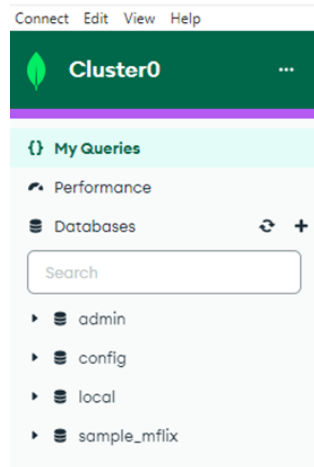 Connect Edit View Help
Cluster0 ...
{} My Queries
Performance
Databases
Search
admin
config
local
sample_mflix